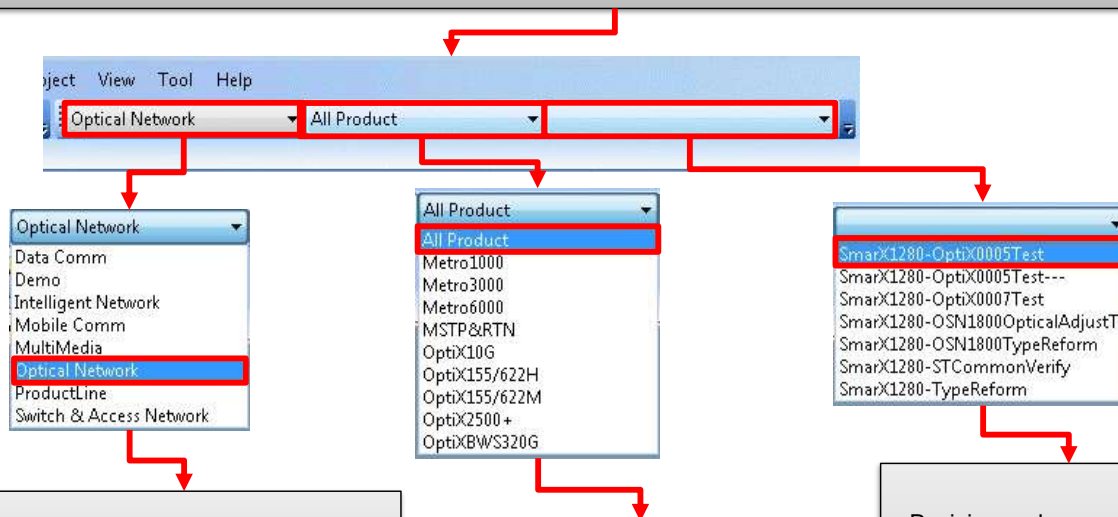 oject View Tool Help
Optical Network All Product
Optical Network
Data Comm
Demo
Intelligent Network
Mobile Comm
MultiMedia
Optical Network
ProductLine
Switch & Access Network
All Product
All Product
Metro1000
Metro3000
Metro6000
MSTP&RTN
OptiX10G
OptiX155/622H
OptiX155/622M
OptiX2500+
OptiXBWS320G
SmarX1280-OptiX0005Test
SmarX1280-OptiX0005Test---
SmarX1280-OptiX0007Test
SmarX1280-OSN1800OpticalAdjustT
SmarX1280-OSN1800TypeReform
SmarX1280-STCommonVerify
SmarX1280-TypeReform